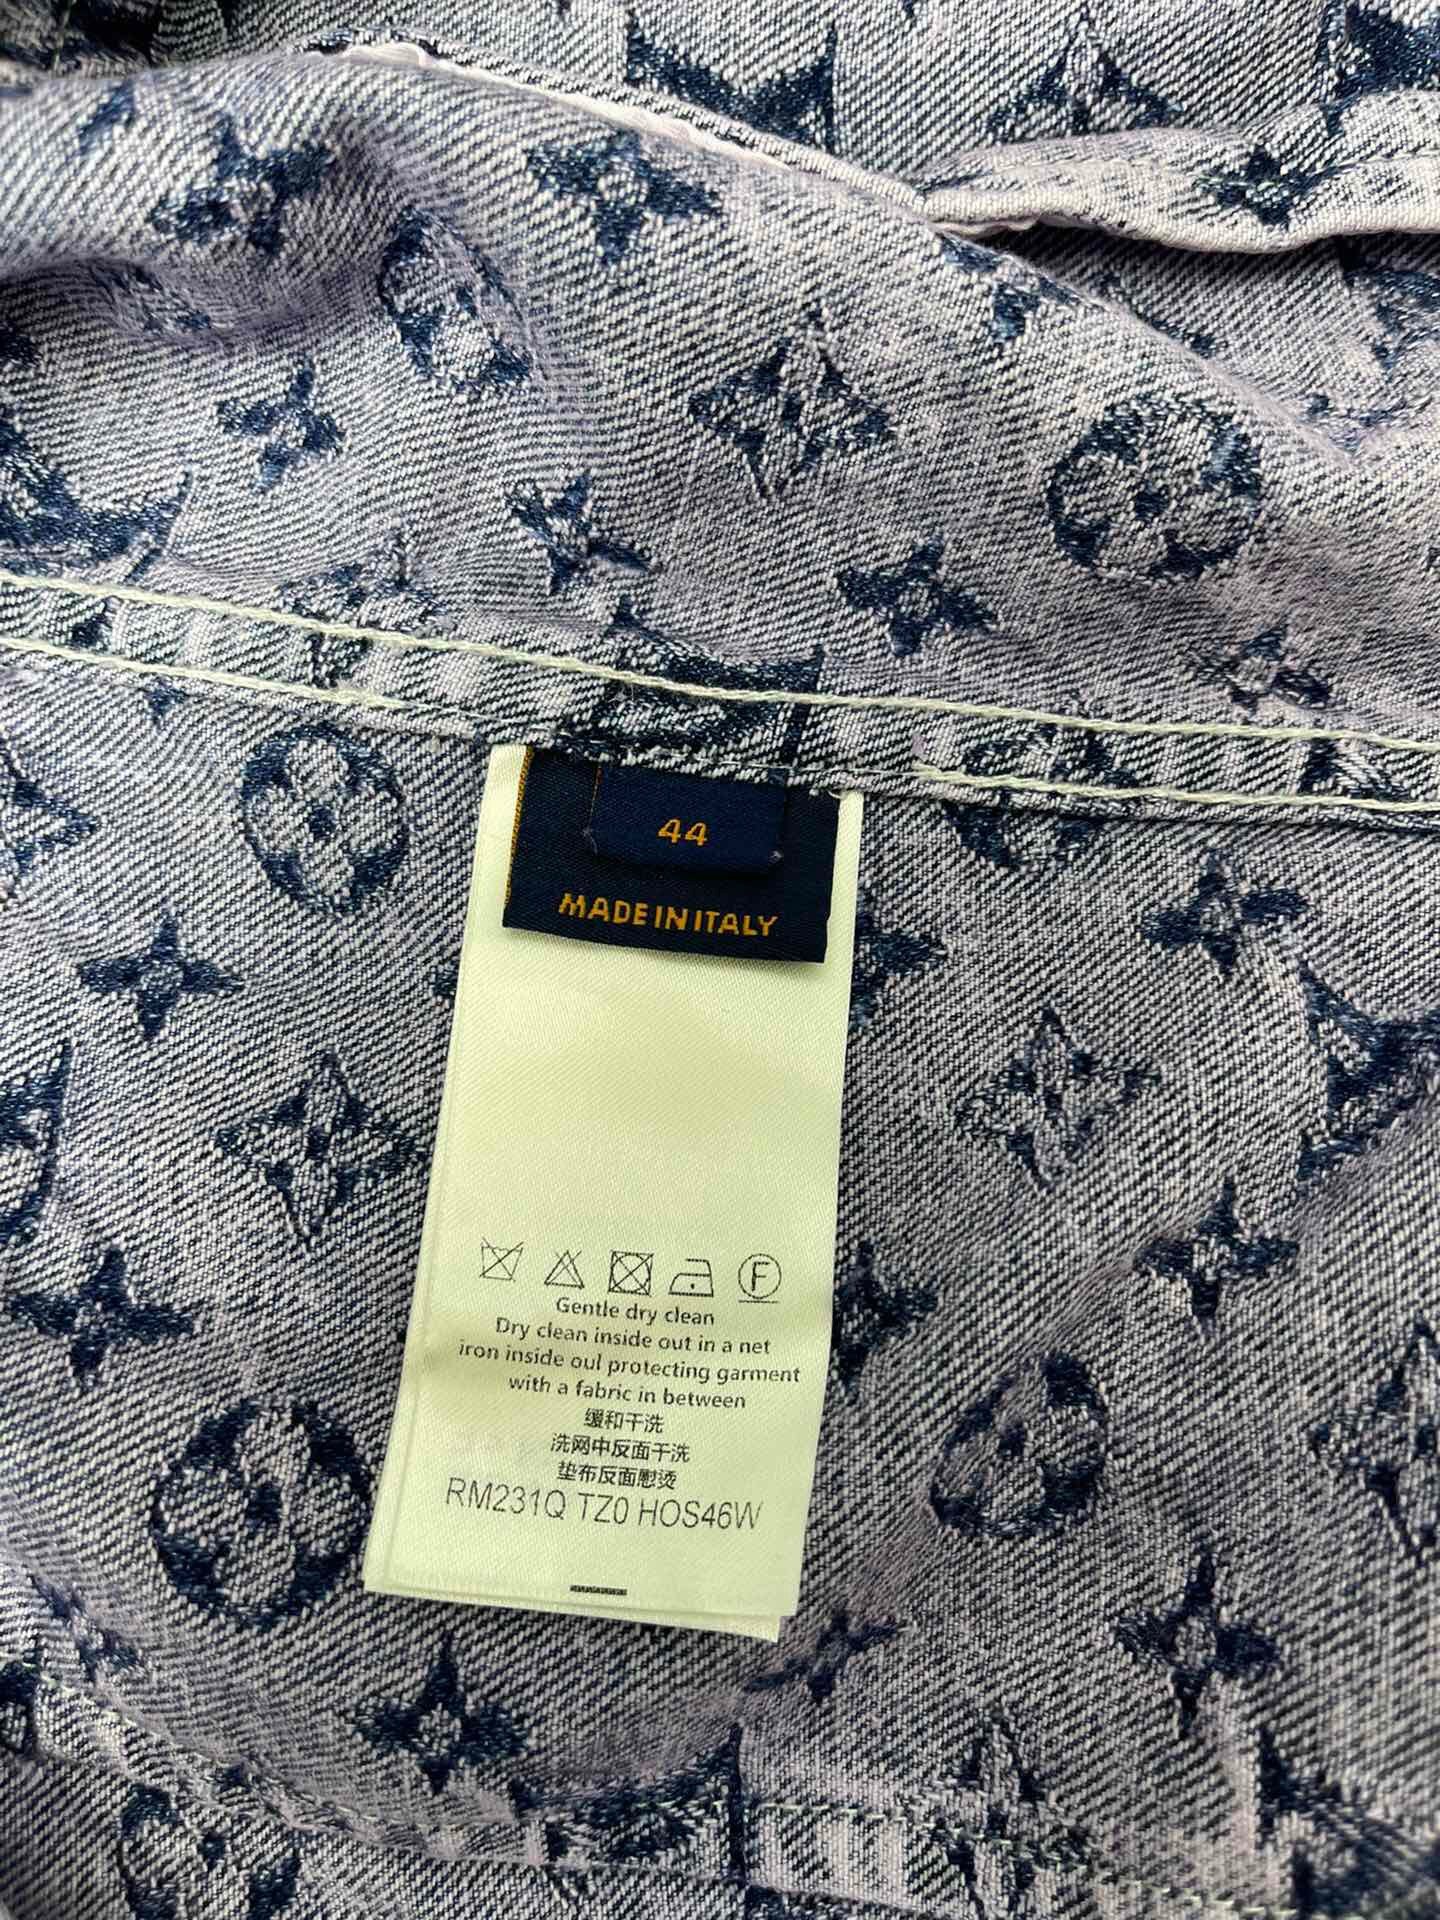 44
MADE IN ITALY
F
Gentle dry clean
Dry clean inside out in a net
iron inside oul protecting garment
with a fabric in between
缓和干洗
洗网中反面干洗
垫布反面慰烫
RM231Q TZ0 HOS46W